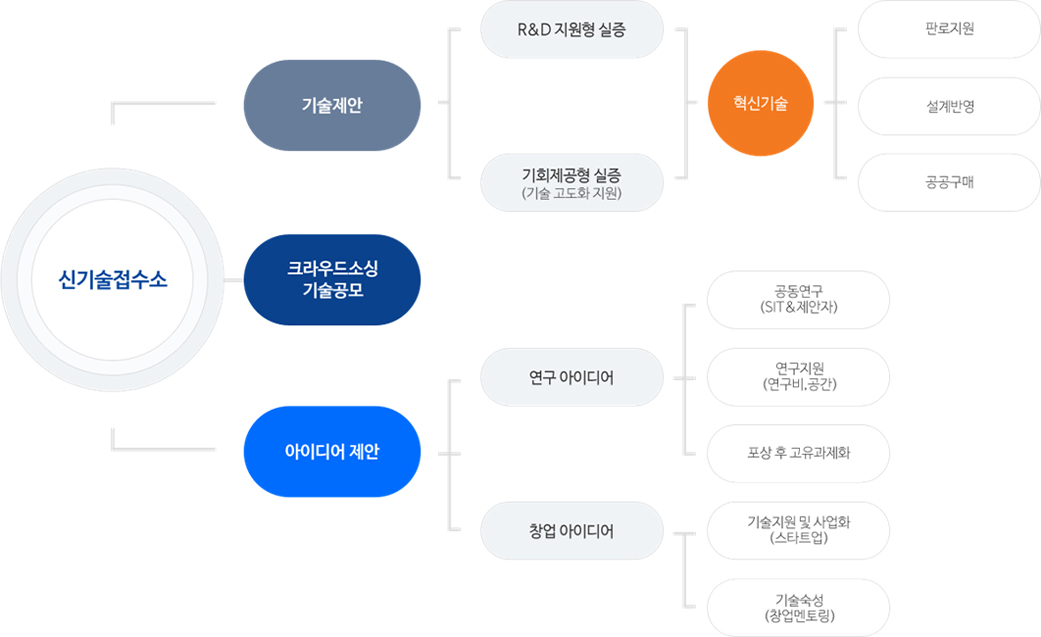 신기술접수소
기술제안
R&D 지원형 실증
기회제공형 실증
(기술 고도화 지원)
혁신기술
판로지원
설계반영
공공구매
크라우드소싱
기술공모
아이디어 제안
연구 아이디어
공동연구
(SIT&제안자)
연구지원
(연구비,공간)
포상 후 고유과제화
창업 아이디어
기술지원 및 사업화
(스타트업)
기술숙성
(창업멘토링)